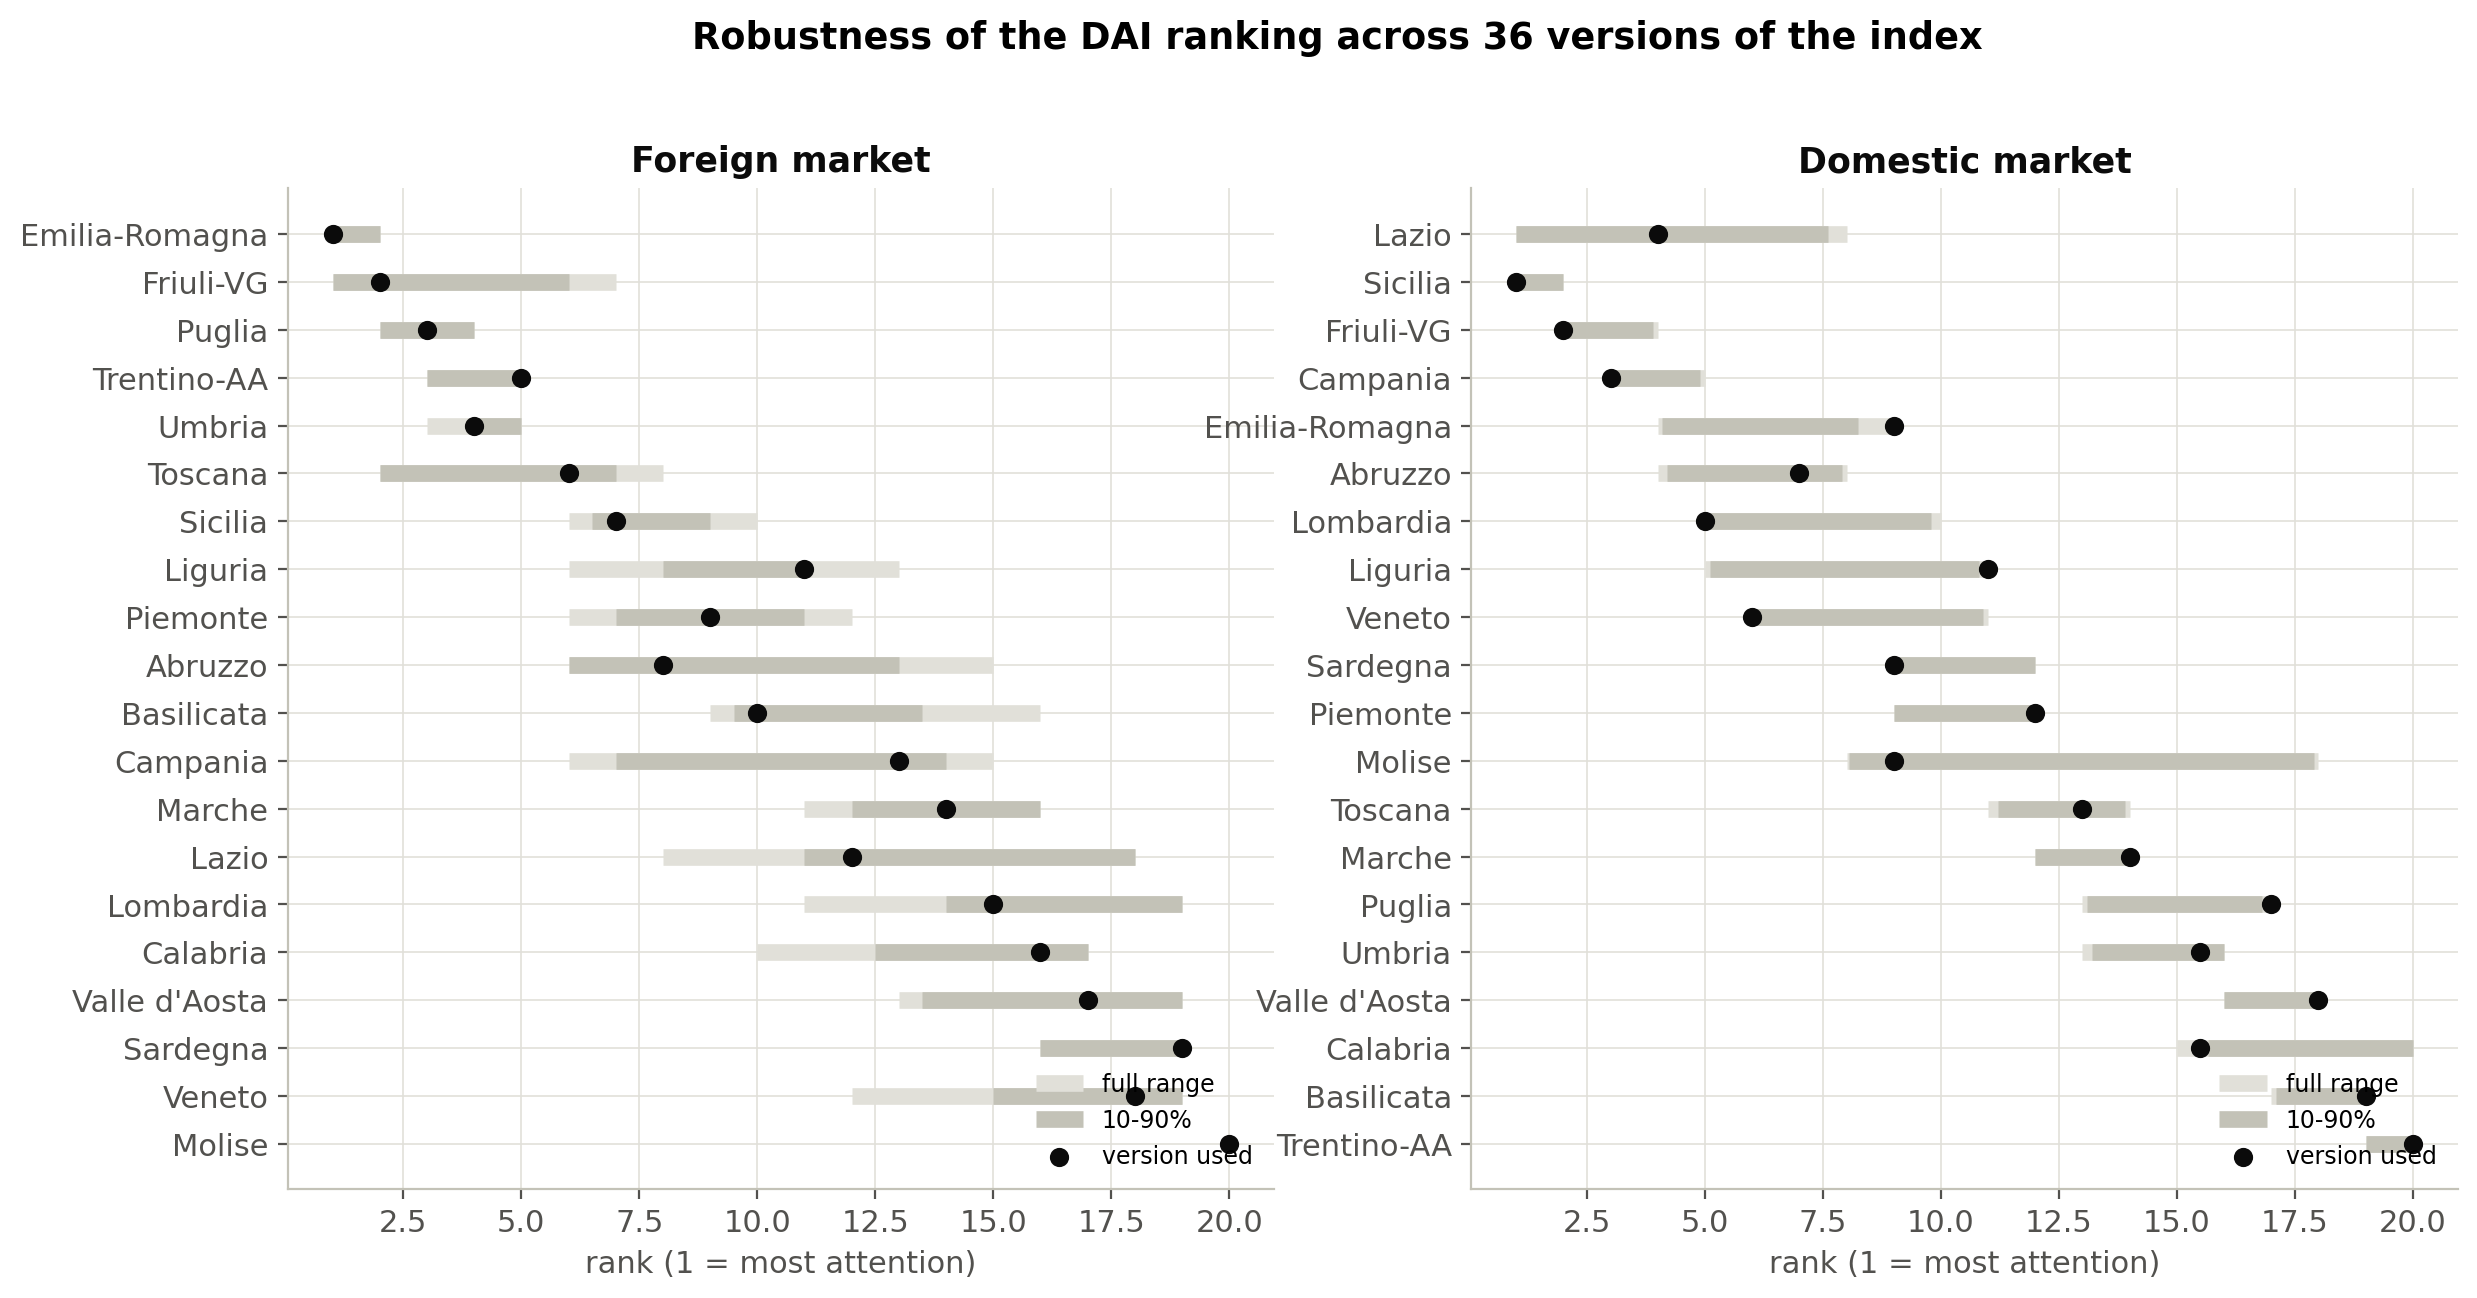 Robustness of the DAI ranking across 36 versions of the index
Foreign market
Emilia-Romagna
Friuli-VG
Puglia
Trentino-AA
Umbria
Toscana
Sicilia
Liguria
Piemonte
Abruzzo
Basilicata
Campania
Marche
Lazio
Lombardia
Calabria
Valle d'Aosta
Sardegna
Veneto
Molise
full range
10-90%
version used
2.5 5.0 7.5 10.0 12.5 15.0 17.5 20.0
rank (1 = most attention)
Domestic market
Lazio
Sicilia
Friuli-VG
Campania
Emilia-Romagna
Abruzzo
Lombardia
Liguria
Veneto
Sardegna
Piemonte
Molise
Toscana
Marche
Puglia
Umbria
Valle d'Aosta
Calabria
Basilicata
Trentino-AA
full range
10-90%
version used
2.5 5.0 7.5 10.0 12.5 15.0 17.5 20.0
rank (1 = most attention)